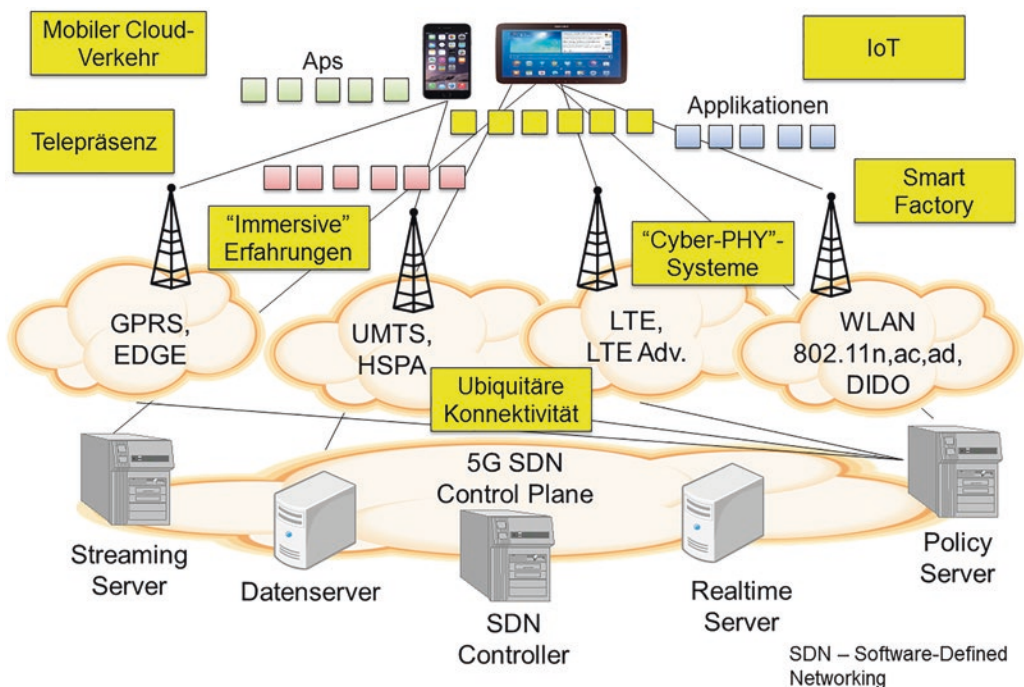 Mobiler Cloud-
Verkehr
Aps
IoT
Applikationen
Telepräsenz
Smart
Factory
“Immersive”
Erfahrungen
“Cyber-PHY”-
Systeme
GPRS,
EDGE
UMTS,
HSPA
LTE,
LTE Adv.
WLAN
802.11n,ac,ad,
DIDO
Ubiquitäre
Konnektivität
5G SDN
Control Plane
Streaming
Server
Datenserver
SDN
Controller
Realtime
Server
Policy
Server
SDN – Software-Defined
Networking